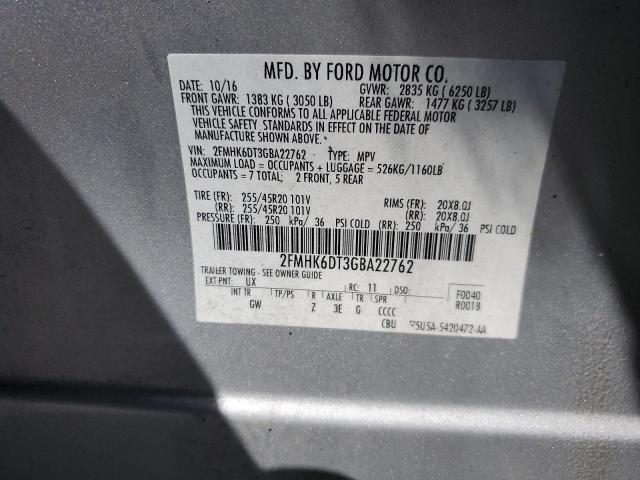 MFD. BY FORD MOTOR CO.
10/16
GVWR: 2835 KG ( 6250 LB)
FRONT GAWR: 1383 KG ( 3050 LB)
REAR GAWR: 1477 KG ( 3257 LB)
THIS VEHICLE CONFORMS TO ALL APPLICABLE FEDERAL MOTOR
VEHICLE SAFETY STANDARDS IN EFFECT ON THE DATE OF
MANUFACTURE SHOWN ABOVE.
VIN: 2FMHK6DT3GBA22762 TYPE: MPV
MAXIMUM LOAD = OCCUPANTS + LUGGAGE = 526KG/1160LB
OCCUPANTS = 7 TOTAL; 2 FRONT, 5 REAR
TIRE (FR): 255/45R20 101V RIMS (FR): 20X8.0J
(RR): 255/45R20 101V (RR): 20X8.0J
PRESSURE (FR): 250 kPa/ 36 PSI COLD (RR): 250 kPa/ 36 PSI COLD
2FMHK6DT3GBA22762
TRAILER TOWING - SEE OWNER GUIDE
EXT PNT: UX RC: 11 DSO:
F0040
R0018
INT TR TP/PS R AXLE TR SPR
GW Z 3E G CCCC
CBU 5U5A-5420472-AA